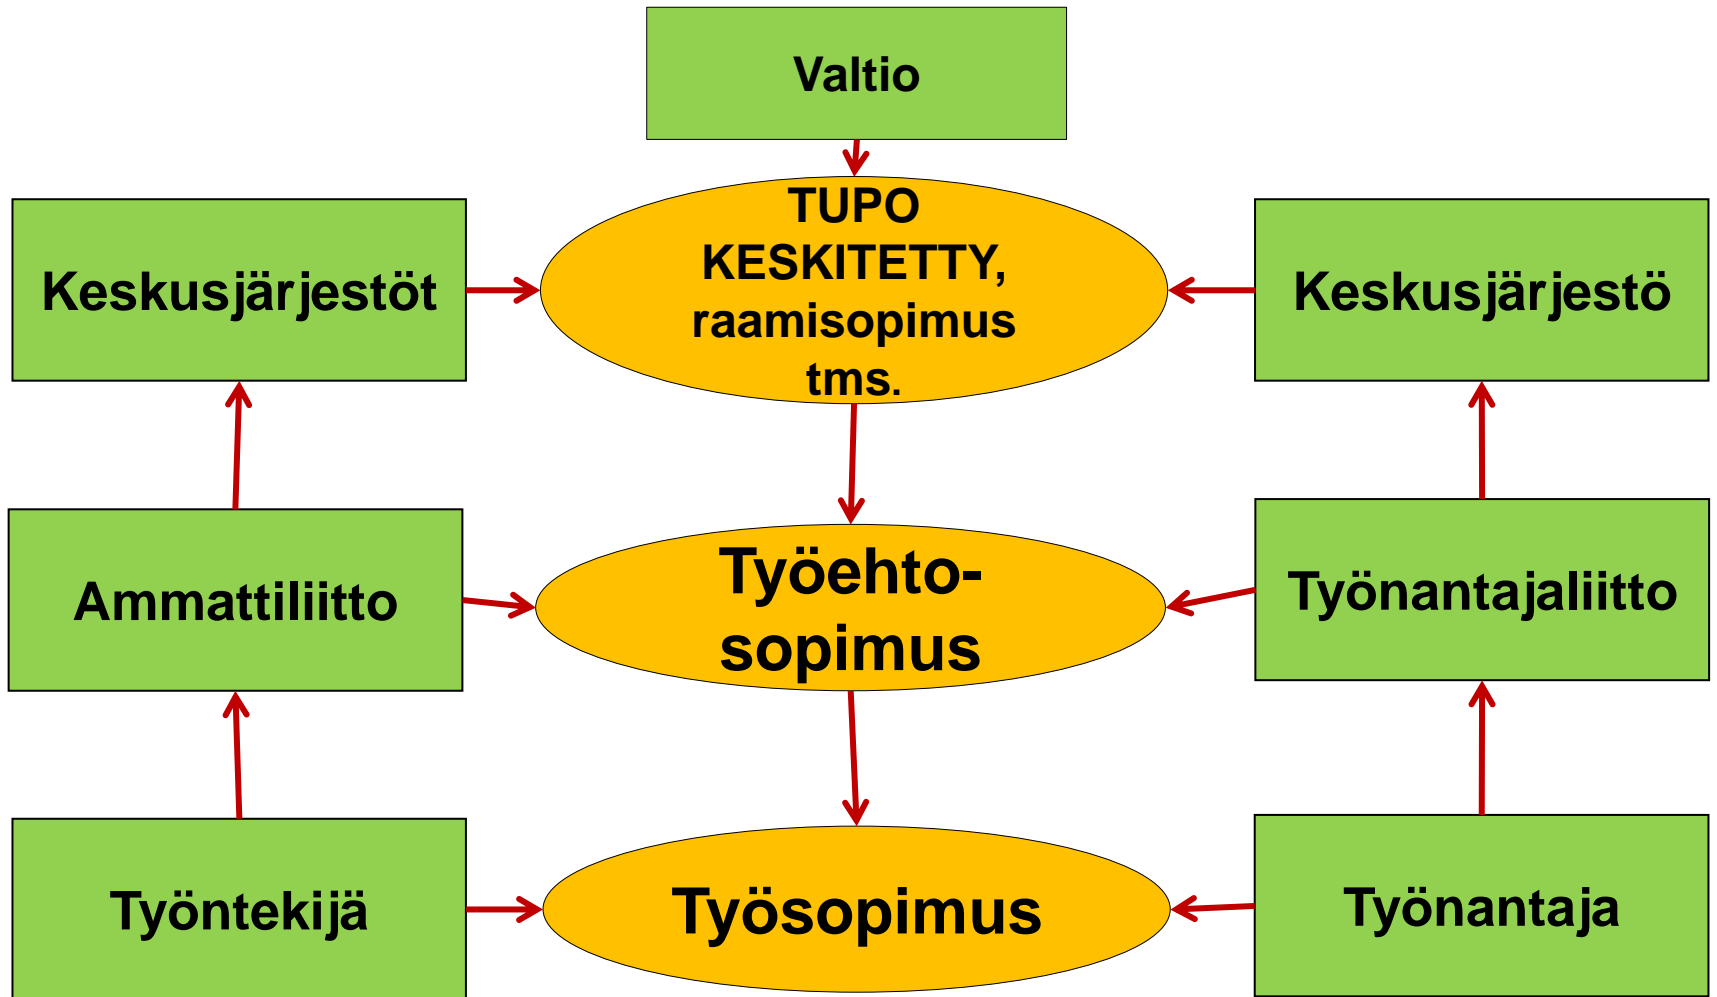 Valtio
TUPO
KESKITETTY,
raamisopimus
tms.
Keskusjärjestöt
Keskusjärjestö
Ammattiliitto
Työehto-
sopimus
Työnantajaliitto
Työntekijä
Työsopimus
Työnantaja